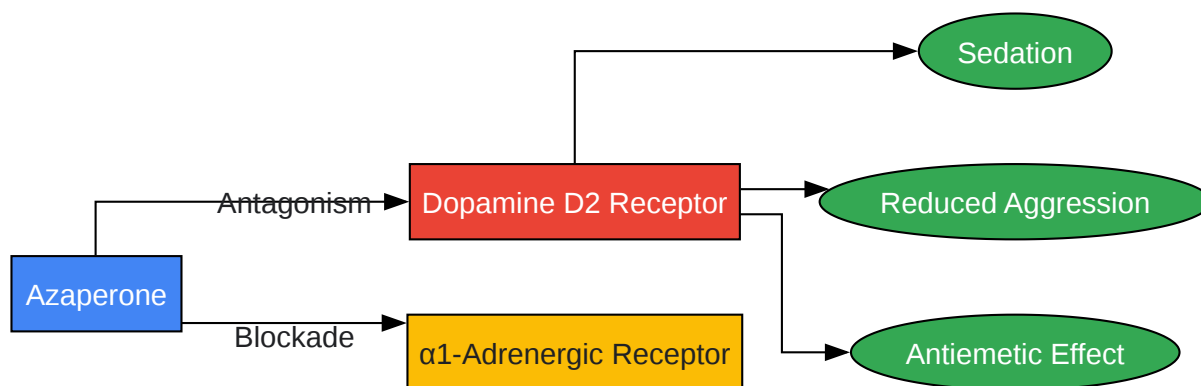 Sedation
Antagonism
Dopamine D2 Receptor
Reduced Aggression
Azaperone
Blockade
α1-Adrenergic Receptor
Antiemetic Effect